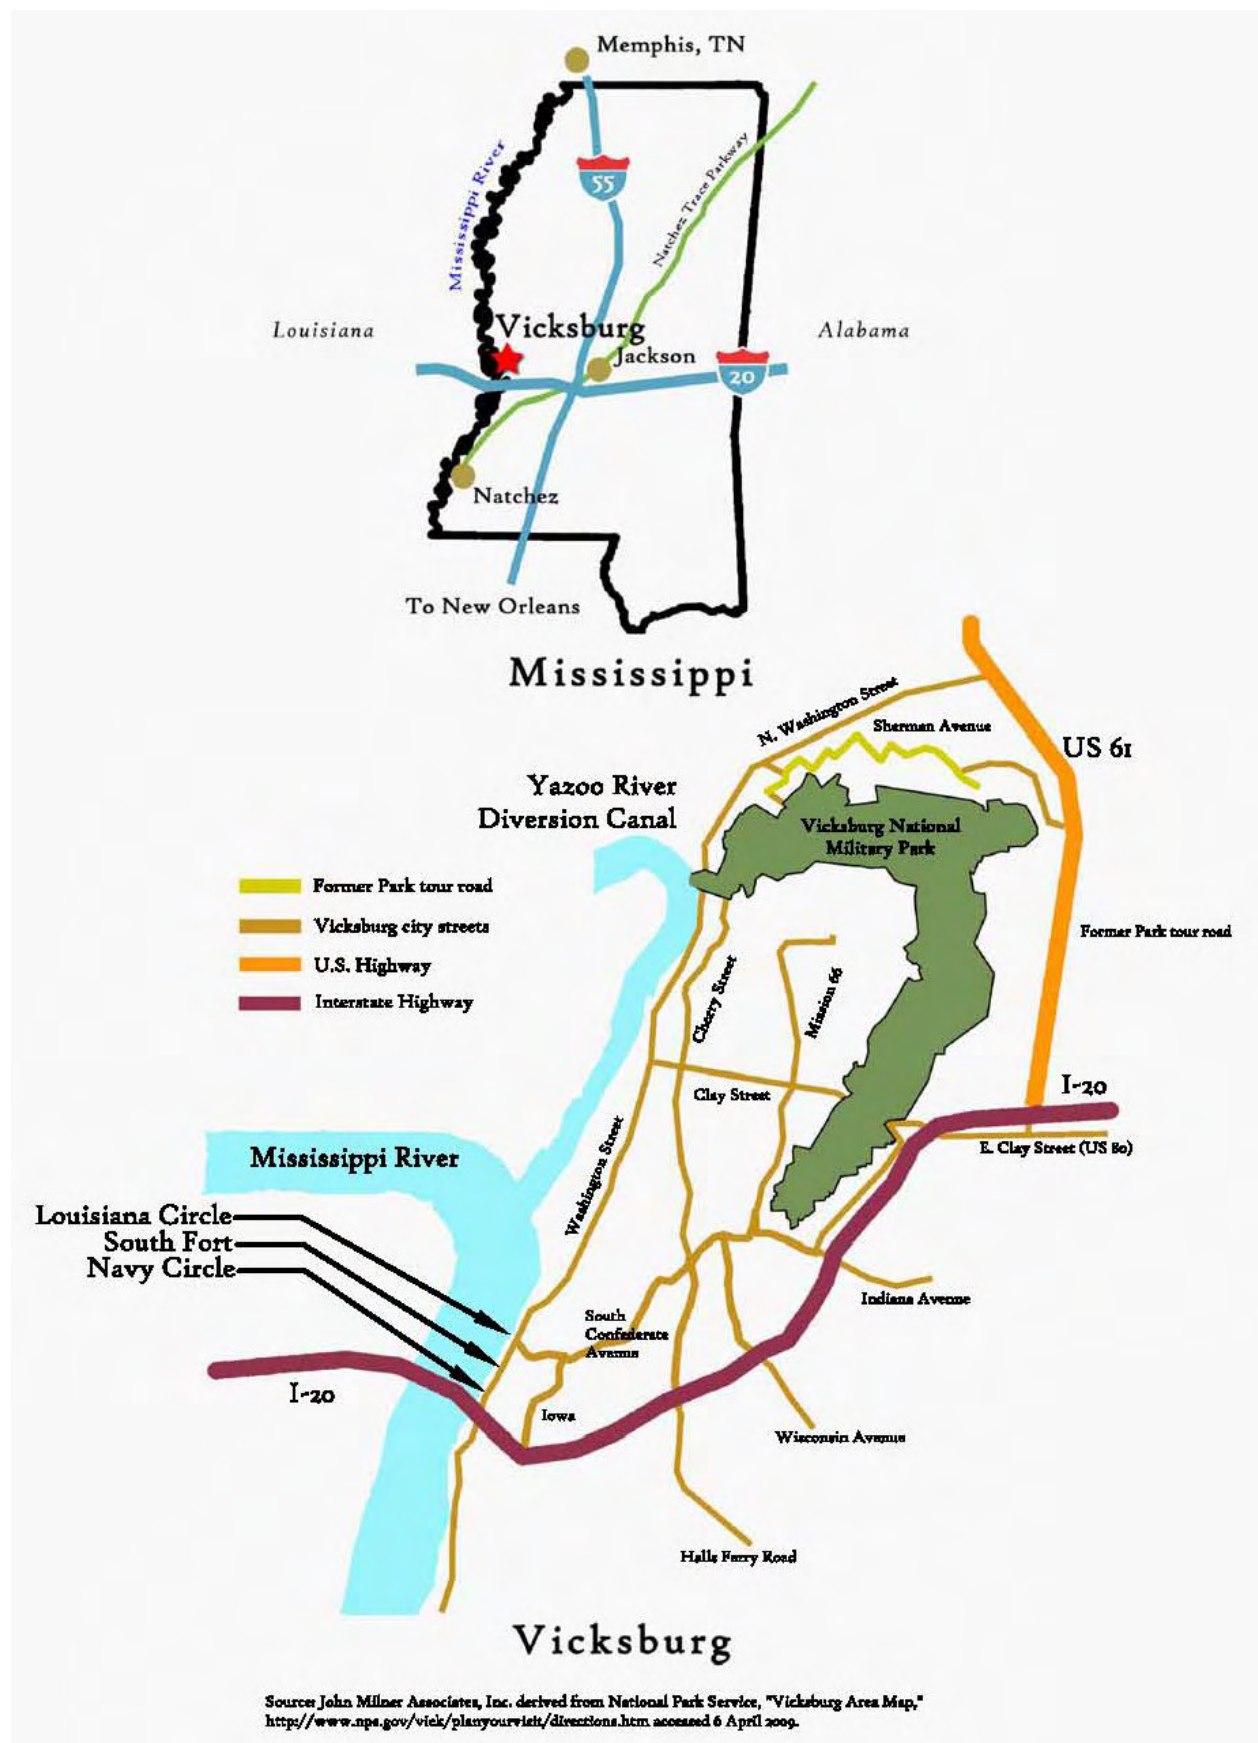 Memphis, TN
Mississippi River
55
Natchez Trace Parkway
Louisiana
Vicksburg
Alabama
Jackson
20
Natchez
To New Orleans
Mississippi
N. Washington Street
Sherman Avenue
US 61
Yazoo River
Diversion Canal
Vicksburg National
Military Park
Former Park tour road
Vicksburg city streets
U.S. Highway
Interstate Highway
Former Park tour road
Cherry Street
Mission 66
I-20
Clay Street
E. Clay Street (US 80)
Mississippi River
Washington Street
Louisiana Circle
South Fort
Navy Circle
Indiana Avenue
South
Confederate
Avenue
I-20
Iowa
Wisconsin Avenue
Halls Ferry Road
Vicksburg
Source: John Milner Associates, Inc. derived from National Park Service, "Vicksburg Area Map,"
http://www.nps.gov/vick/planyourvisit/directions.htm accessed 6 April 2009.